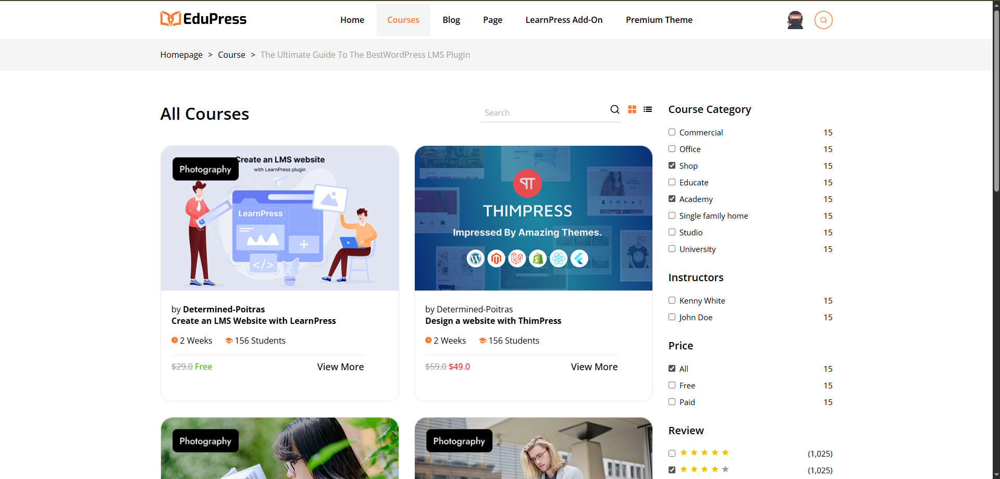 EduPress
Home
Courses
Blog
Page
LearnPress Add-On
Premium Theme
Homepage > Course > The Ultimate Guide To The BestWordPress LMS Plugin
All Courses
Search
Photography
Create an LMS website
with LearnPress plugin
LearnPress
</>
by Determined-Poitras
Create an LMS Website with LearnPress
2 Weeks
156 Students
$29.0 Free
View More
THIMPRESS
Impressed By Amazing Themes.
by Determined-Poitras
Design a website with ThimPress
2 Weeks
156 Students
$59.0 $49.0
View More
Photography
Photography
Course Category
Commercial 15
Office 15
Shop 15
Educate 15
Academy 15
Single family home 15
Studio 15
University 15
Instructors
Kenny White 15
John Doe 15
Price
All 15
Free 15
Paid 15
Review
(1,025)
(1,025)